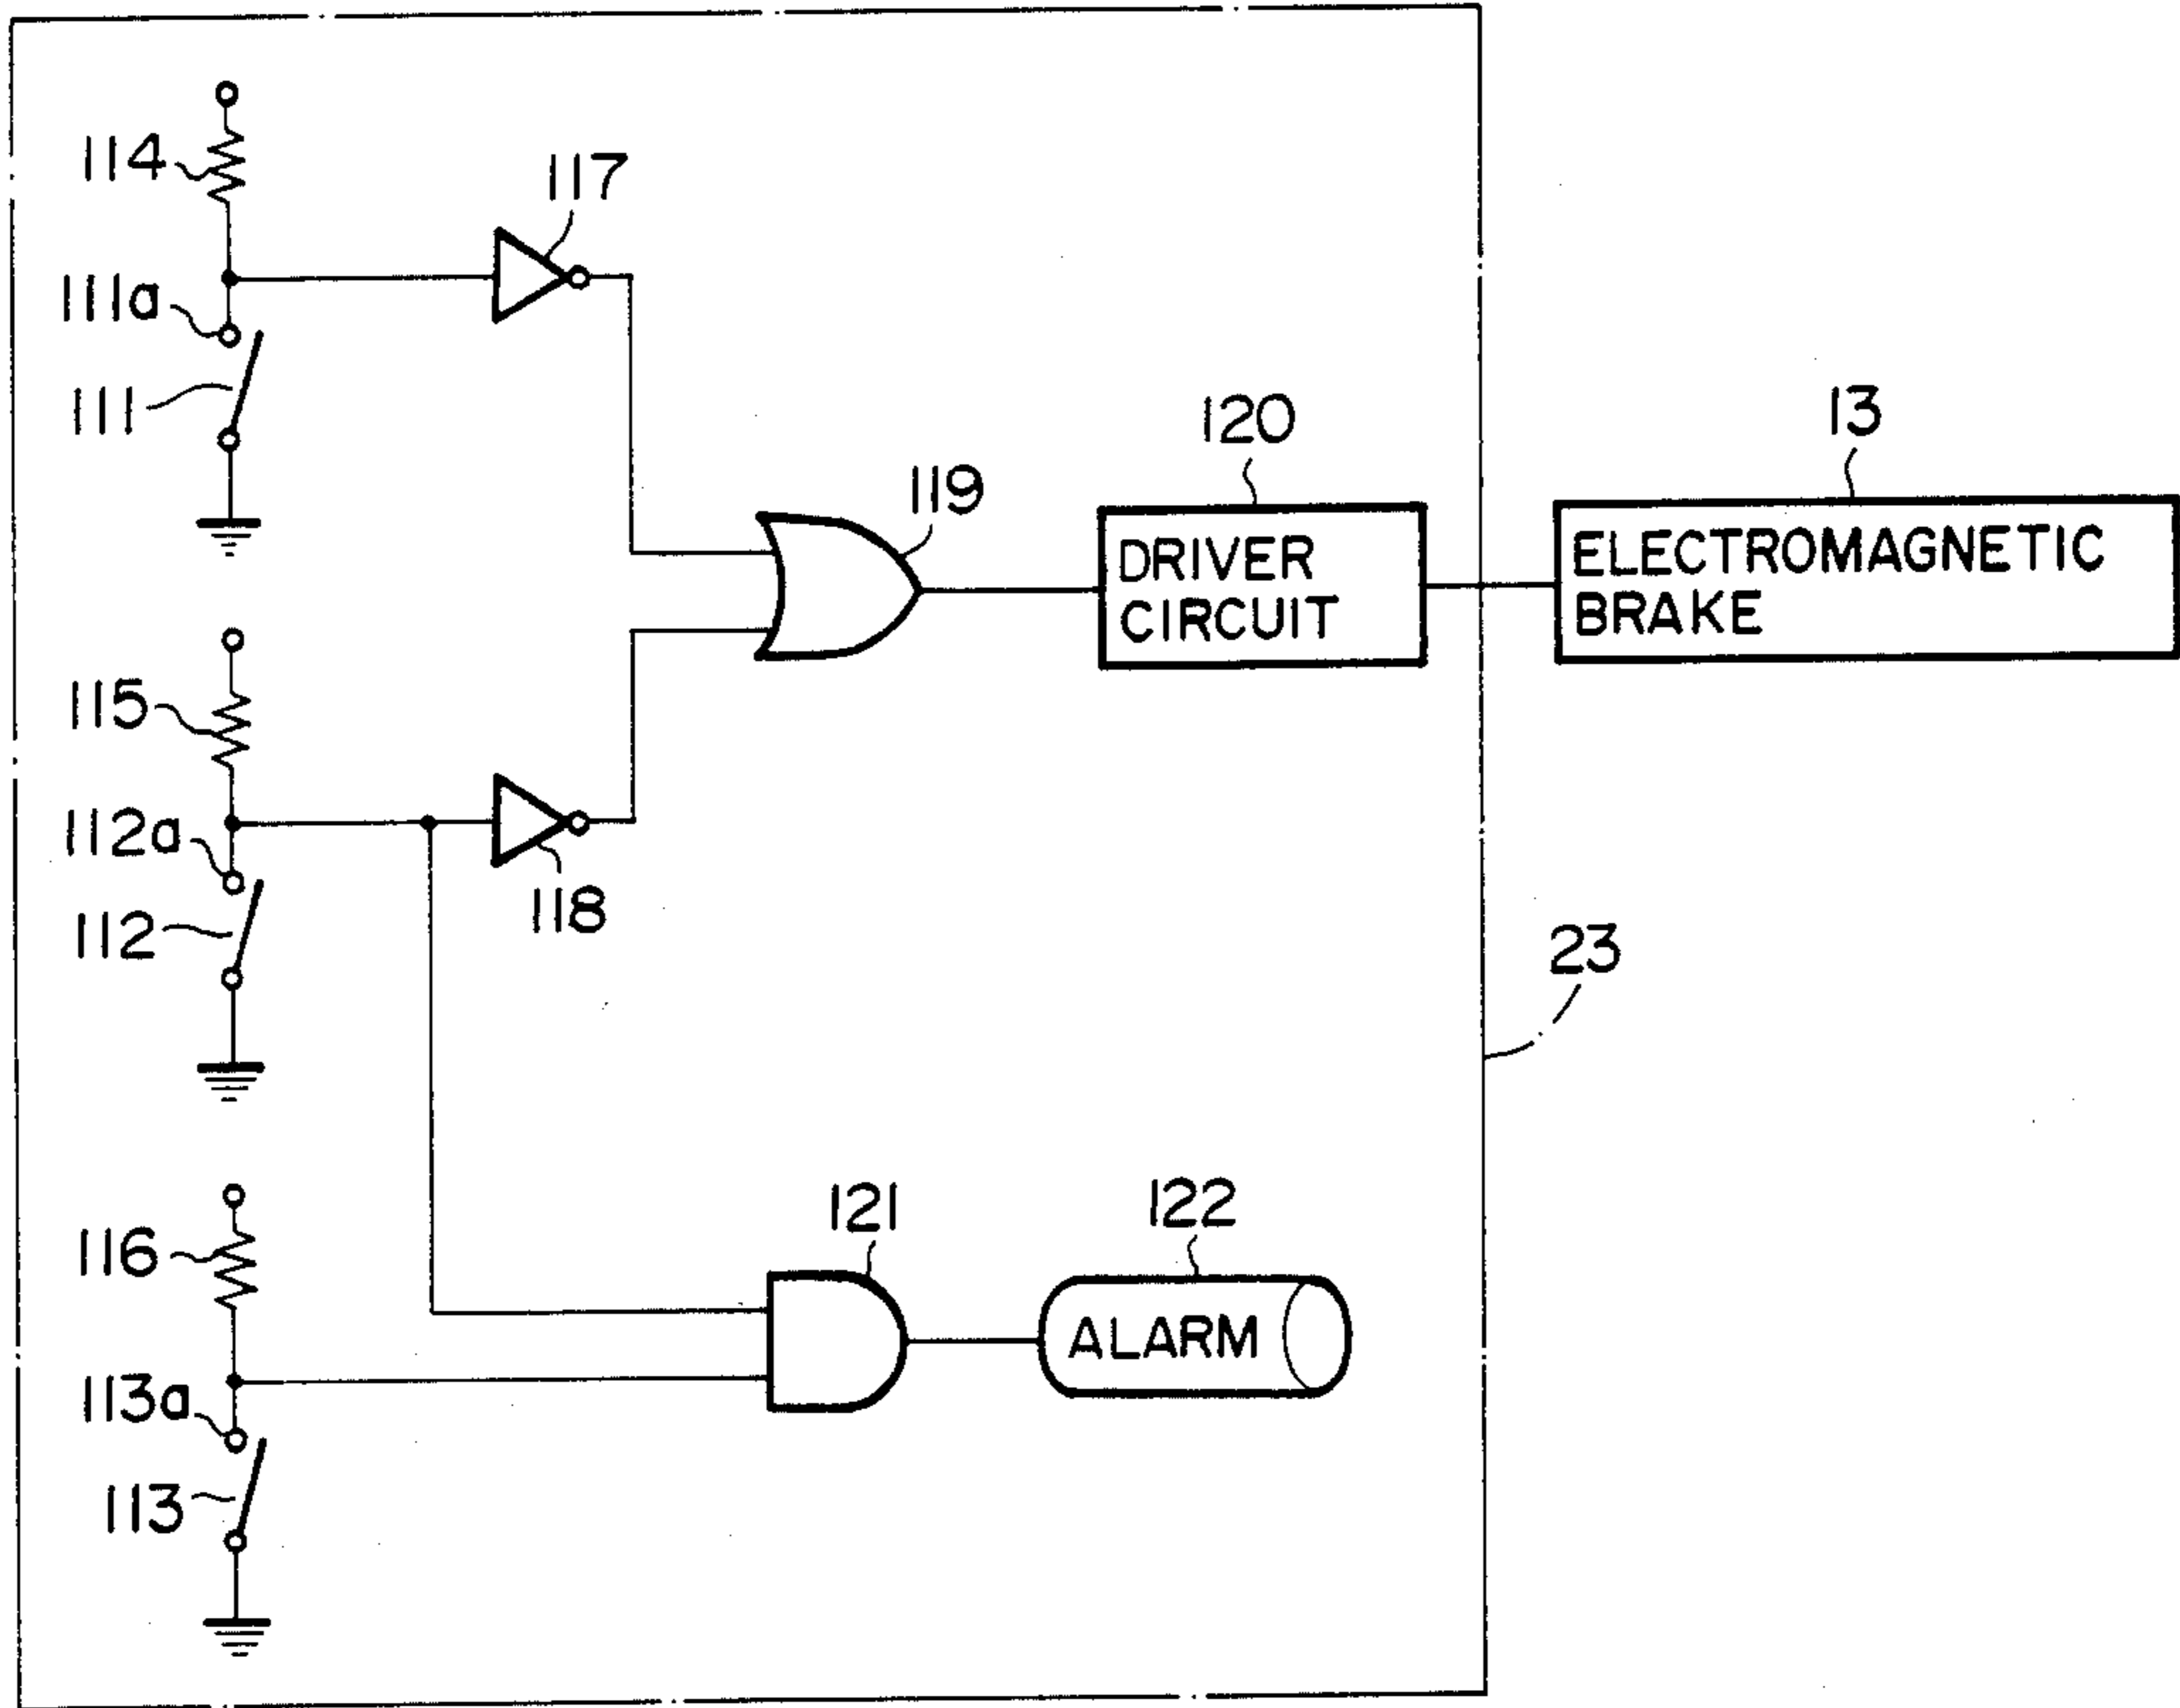 114
117
111a
111
120
13
119
DRIVER
CIRCUIT
ELECTROMAGNETIC
BRAKE
115
112a
112
118
23
121
122
116
ALARM
113a
113